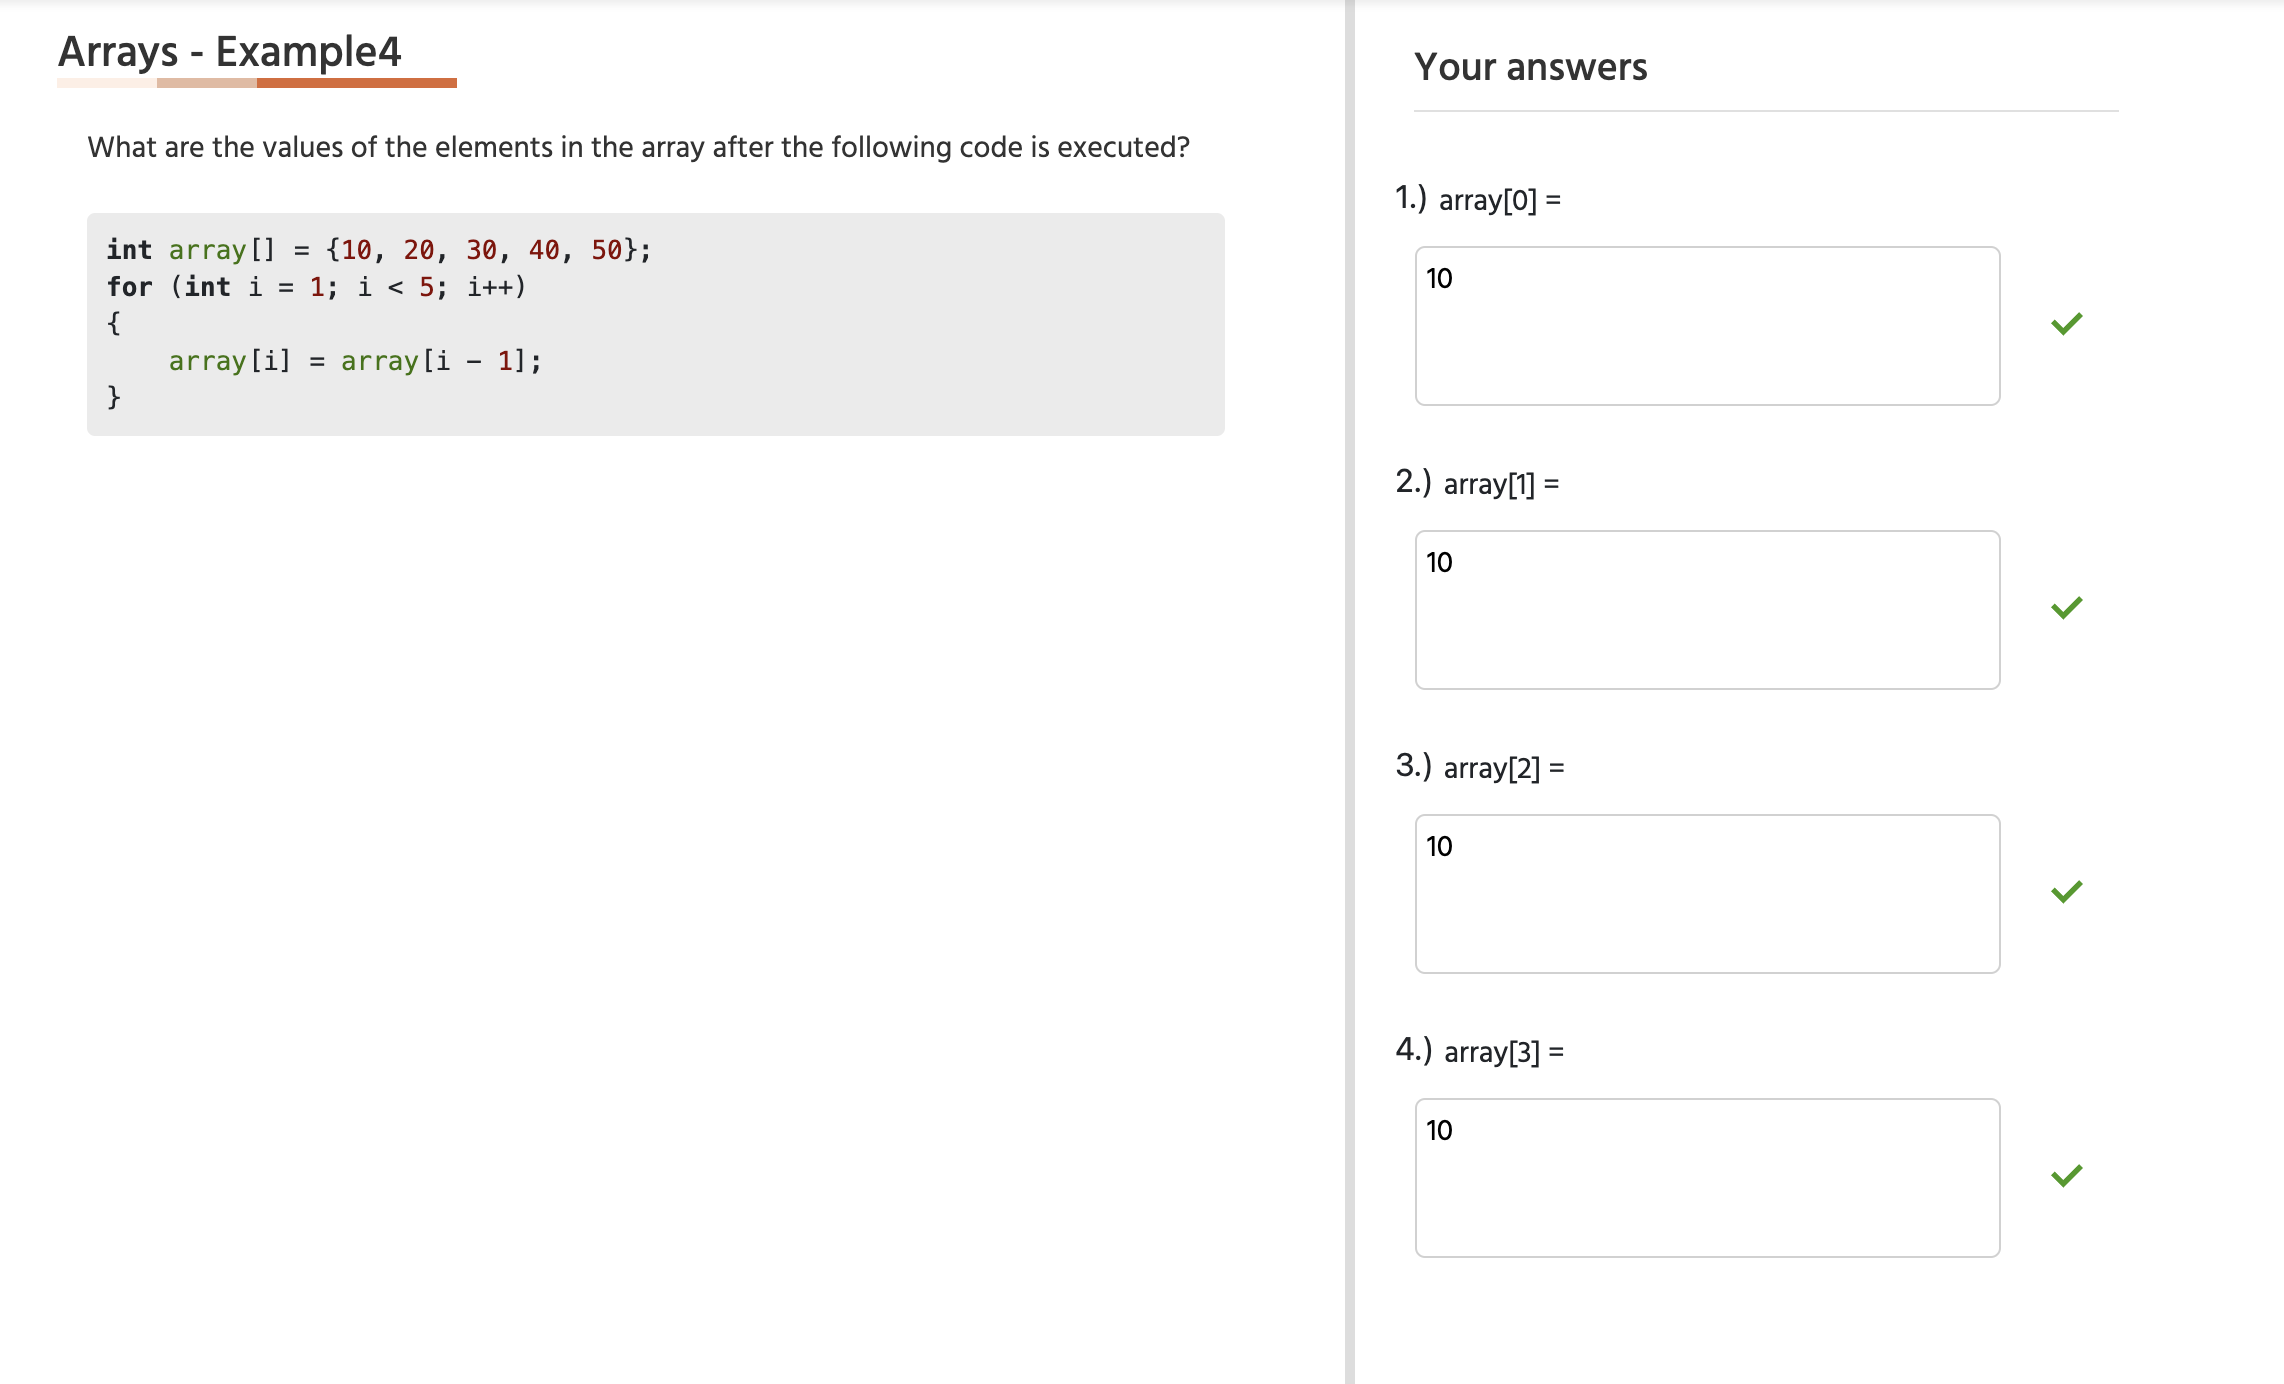 Arrays - Example4
What are the values of the elements in the array after the following code is executed?
int array[] = {10, 20, 30, 40, 50};
for (int i = 1; i < 5; i++)
{
    array[i] = array[i - 1];
}
Your answers
1.) array[0] =
10
2.) array[1] =
10
3.) array[2] =
10
4.) array[3] =
10